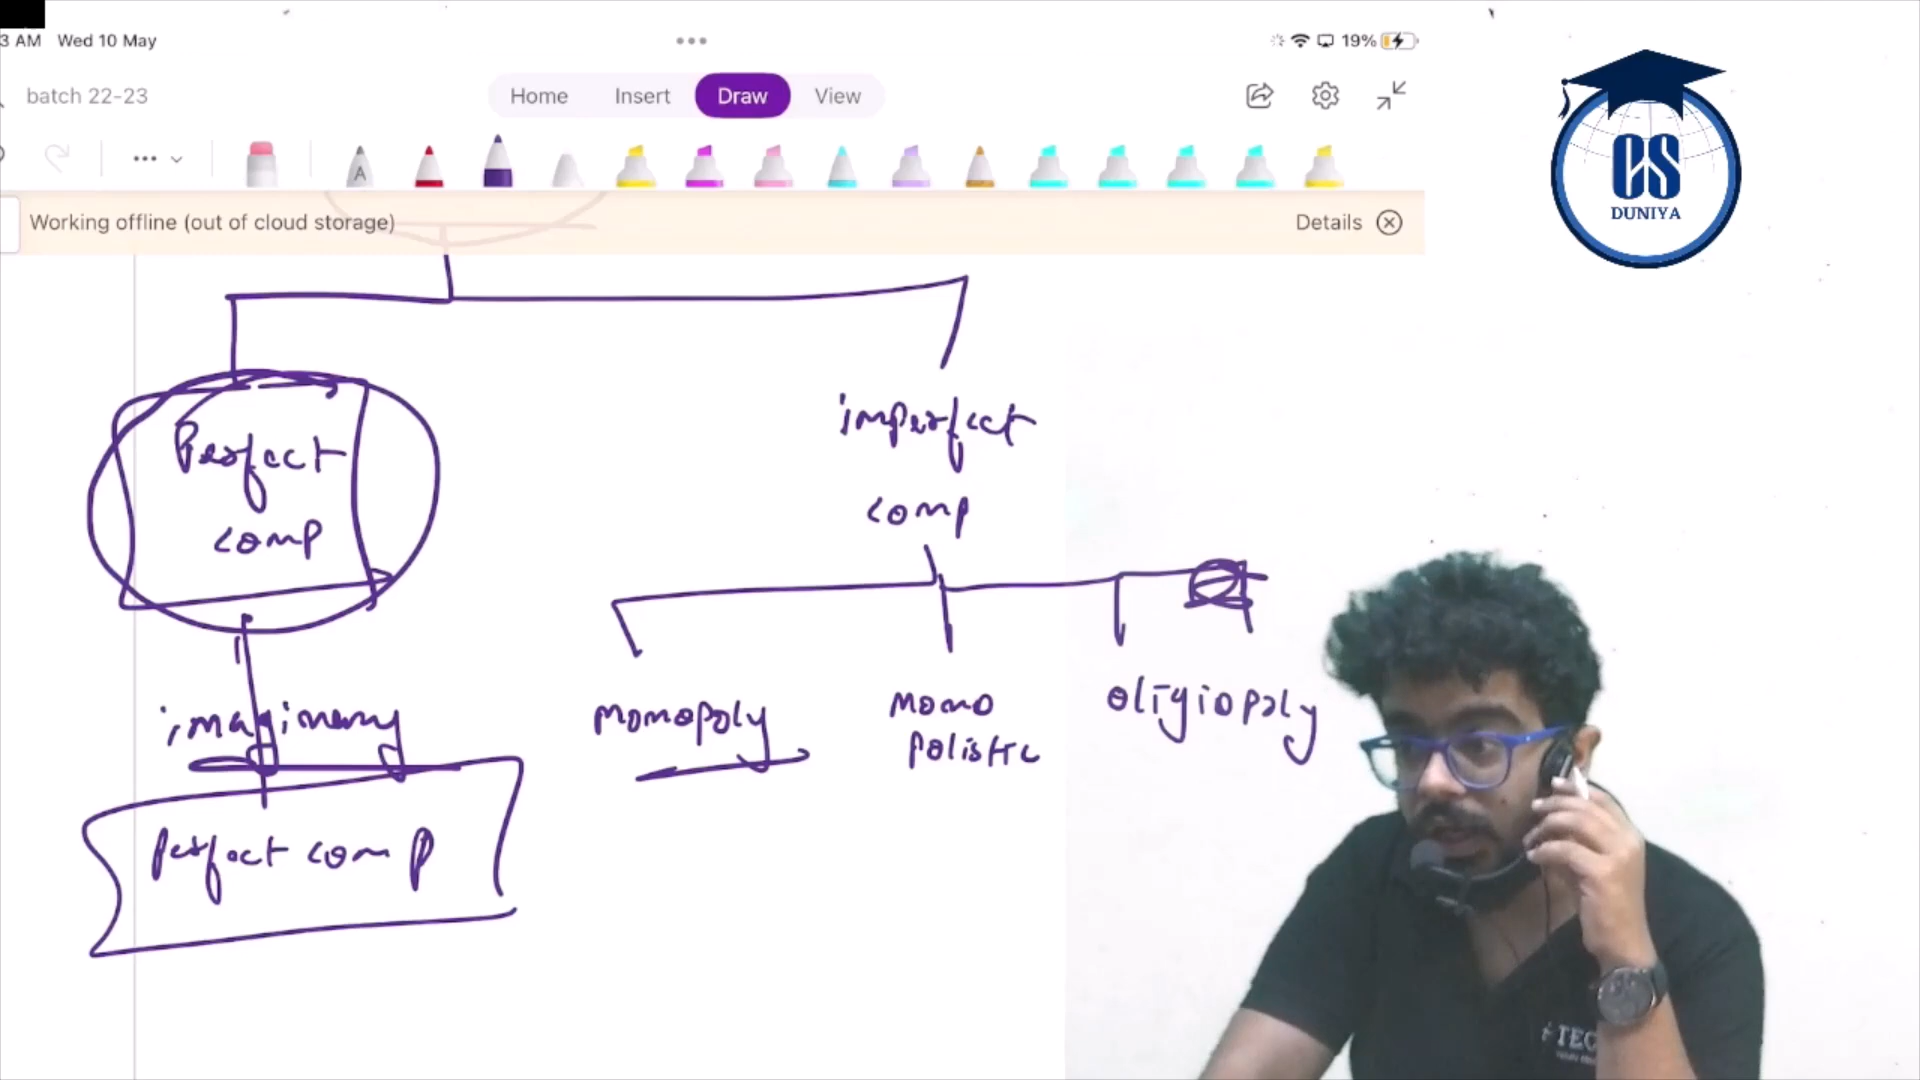 3 AM Wed 10 May
19%
batch 22-23
Home Insert Draw View
A
Working offline (out of cloud storage)
Details
CS
DUNIYA
Perfect
comp
imperfect
comp
imaginary
perfect comp
monopoly
mono
polistic
oligiopoly
TEC